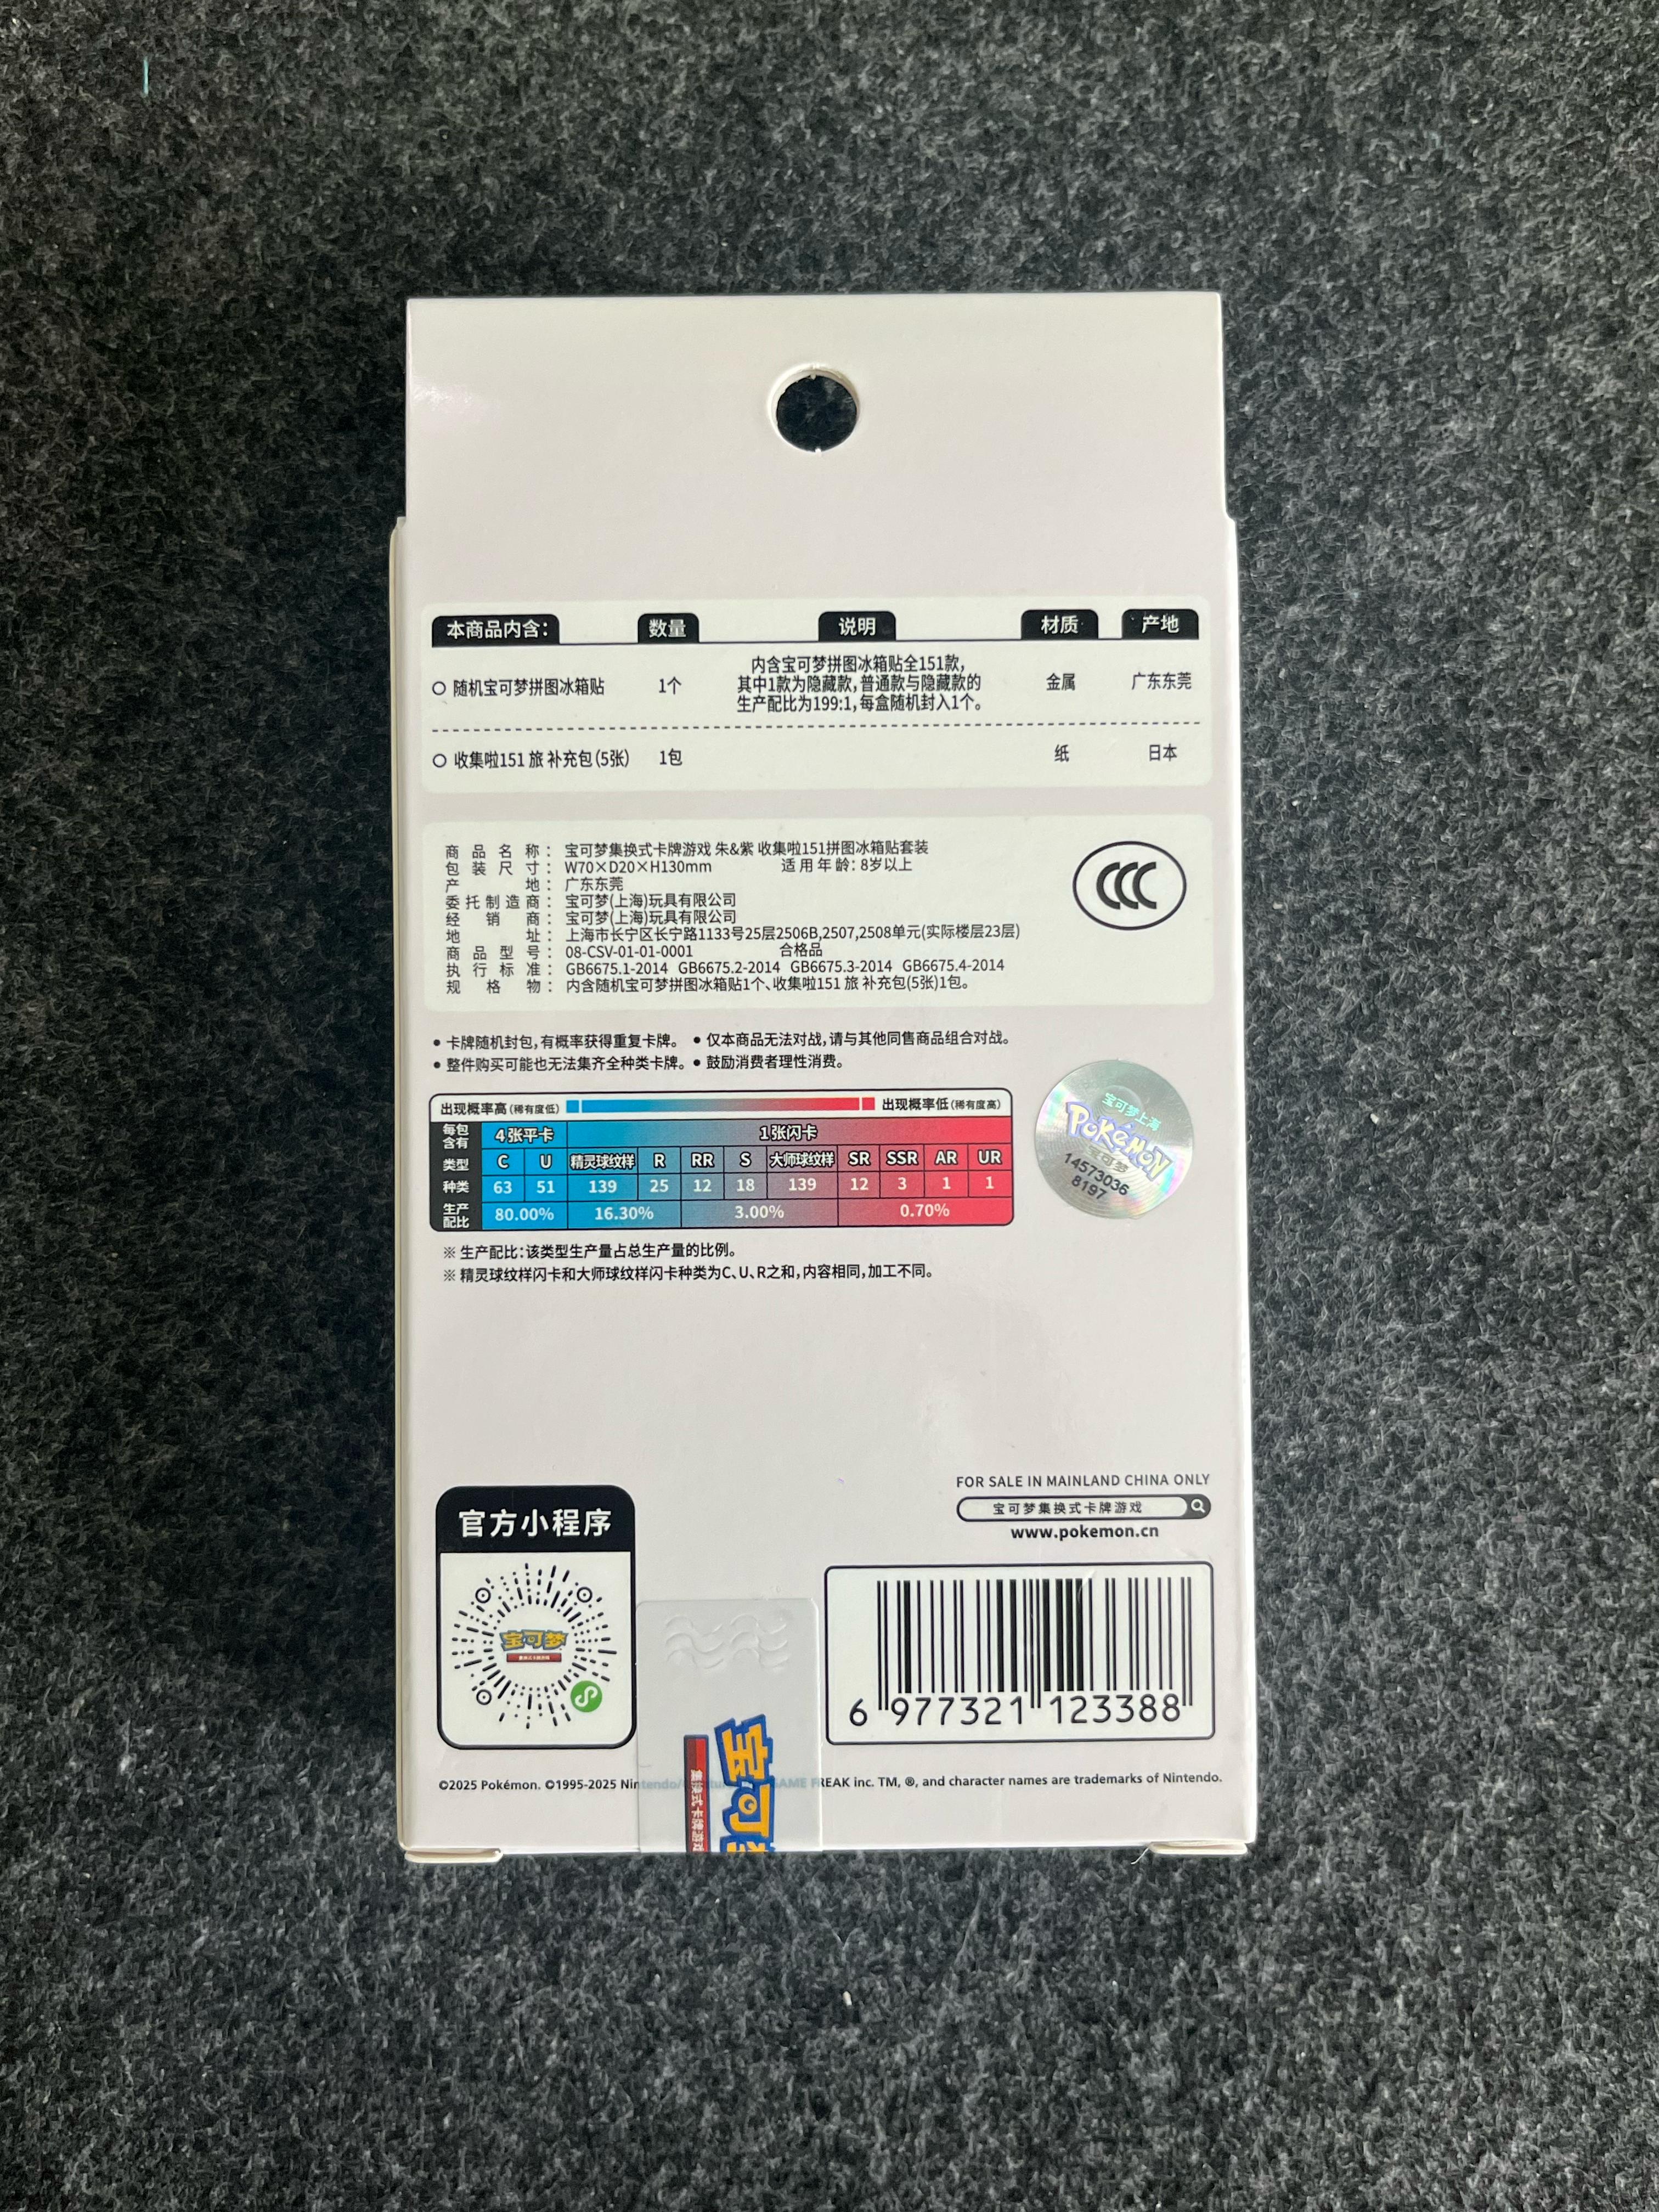 本商品内含： 数量 说明 材质 产地
随机宝可梦拼图冰箱贴 1个 内含宝可梦拼图冰箱贴全151款， 金属 广东东莞
其中1款为隐藏款，普通款与隐藏款的
生产配比为199:1，每盒随机封入1个。
收集啦151 旅 补充包(5张) 1包 纸 日本
商品名称： 宝可梦集换式卡牌游戏 朱&紫 收集啦151拼图冰箱贴套装
包装尺寸： W70×D20×H130mm 适用年龄：8岁以上
产地： 广东东莞
委托制造商： 宝可梦(上海)玩具有限公司
经销商： 宝可梦(上海)玩具有限公司
地址： 上海市长宁区长宁路1133号25层2506B,2507,2508单元(实际楼层23层)
商品型号： 08-CSV-01-01-0001 合格品
执行标准： GB6675.1-2014 GB6675.2-2014 GB6675.3-2014 GB6675.4-2014
规格物： 内含随机宝可梦拼图冰箱贴1个、收集啦151 旅 补充包(5张)1包。
CCC
• 卡牌随机封包，有概率获得重复卡牌。 • 仅本商品无法对战，请与其他同售商品组合对战。
• 整件购买可能也无法集齐全种类卡牌。 • 鼓励消费者理性消费。
出现概率高(稀有度低) 出现概率低(稀有度高)
每包含有 4张平卡 1张闪卡
类型 C U 精灵球纹样 R RR S 大师球纹样 SR SSR AR UR
种类 63 51 139 25 12 18 139 12 3 1 1
生产配比 80.00% 16.30% 3.00% 0.70%
宝可梦上海
Pokémon
宝可梦
14573036
8197
※ 生产配比：该类型生产量占总生产量的比例。
※ 精灵球纹样闪卡和大师球纹样闪卡种类为C、U、R之和，内容相同，加工不同。
FOR SALE IN MAINLAND CHINA ONLY
宝可梦集换式卡牌游戏
www.pokemon.cn
官方小程序
宝可梦
6 977321 123388
宝可
集换式卡牌游戏
©2025 Pokémon. ©1995-2025 Nintendo/ GAME FREAK inc. TM, ®, and character names are trademarks of Nintendo.